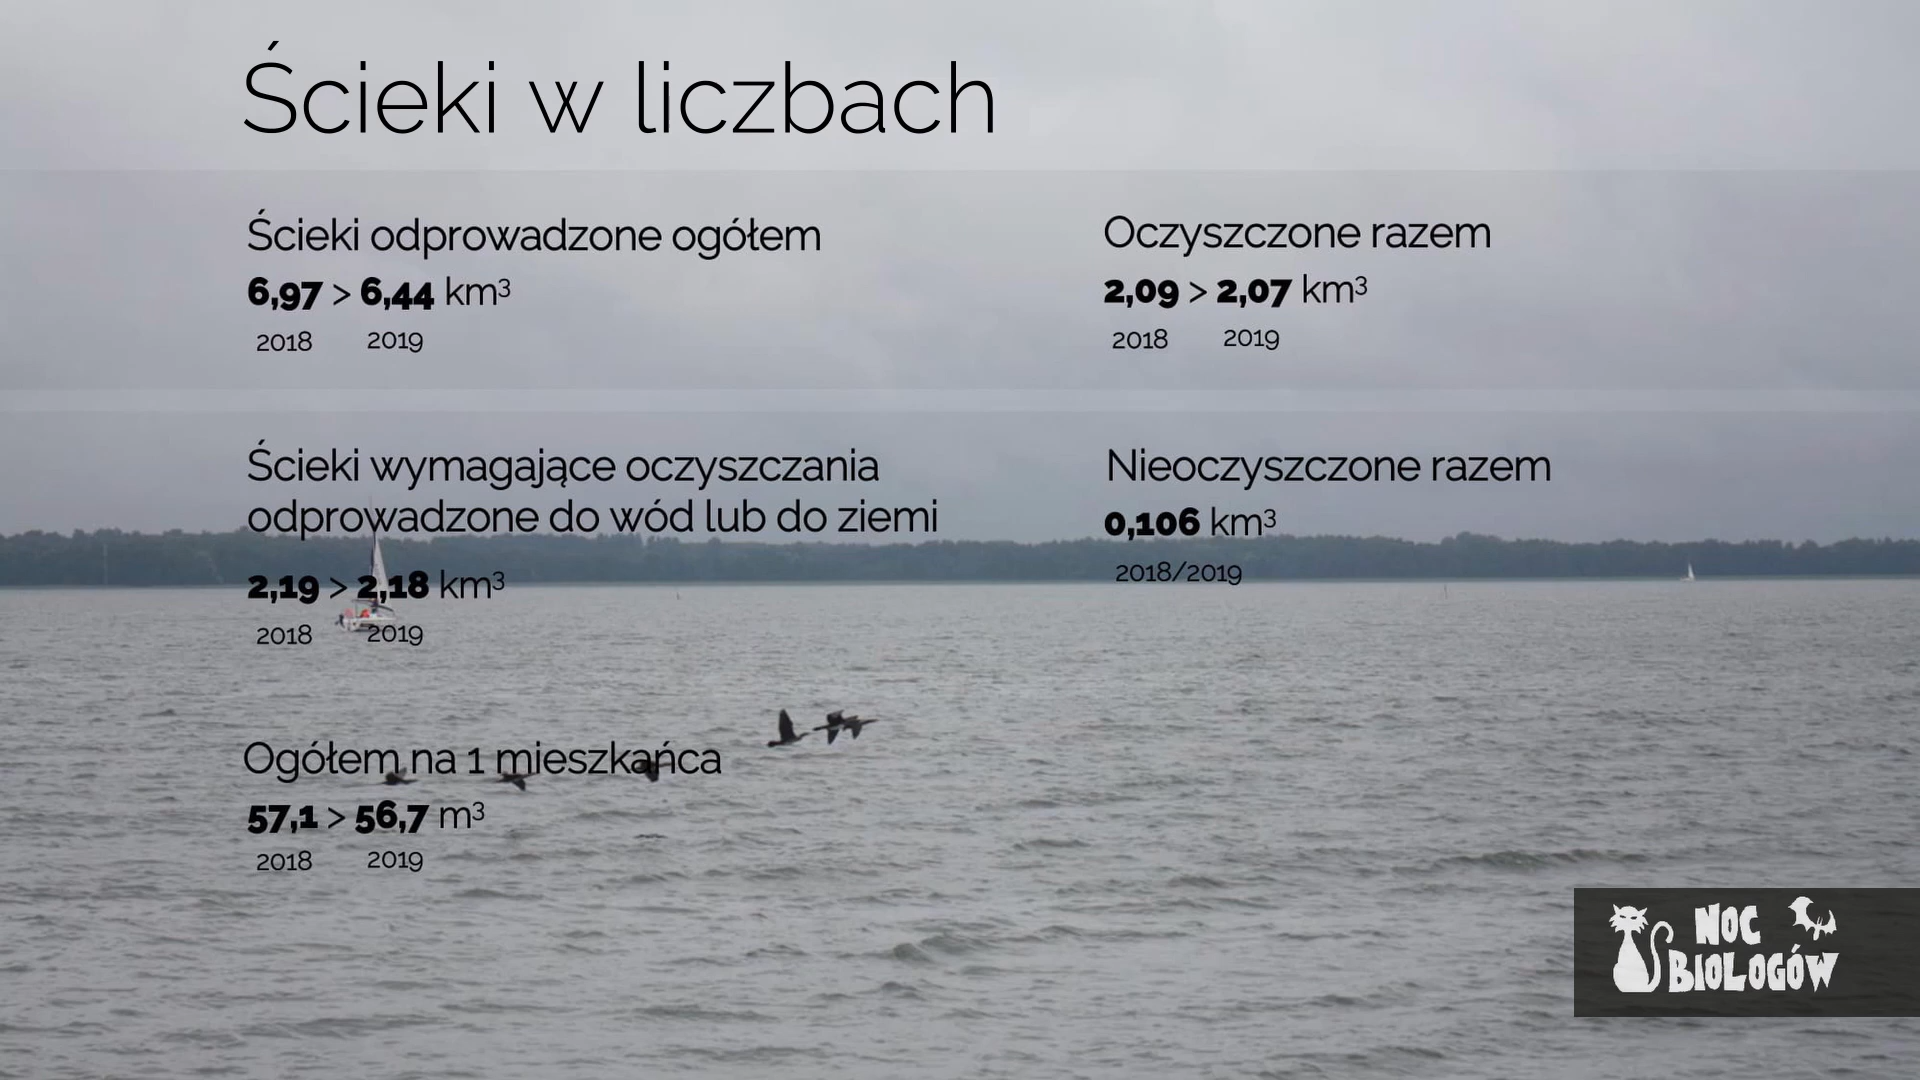 Ścieki w liczbach
Ścieki odprowadzone ogółem
6,97 > 6,44 km³
2018 2019
Oczyszczone razem
2,09 > 2,07 km³
2018 2019
Ścieki wymagające oczyszczania
odprowadzone do wód lub do ziemi
2,19 > 2,18 km³
2018 2019
Nieoczyszczone razem
0,106 km³
2018/2019
Ogółem na 1 mieszkańca
57,1 > 56,7 m³
2018 2019
NOC
BIOLOGÓW